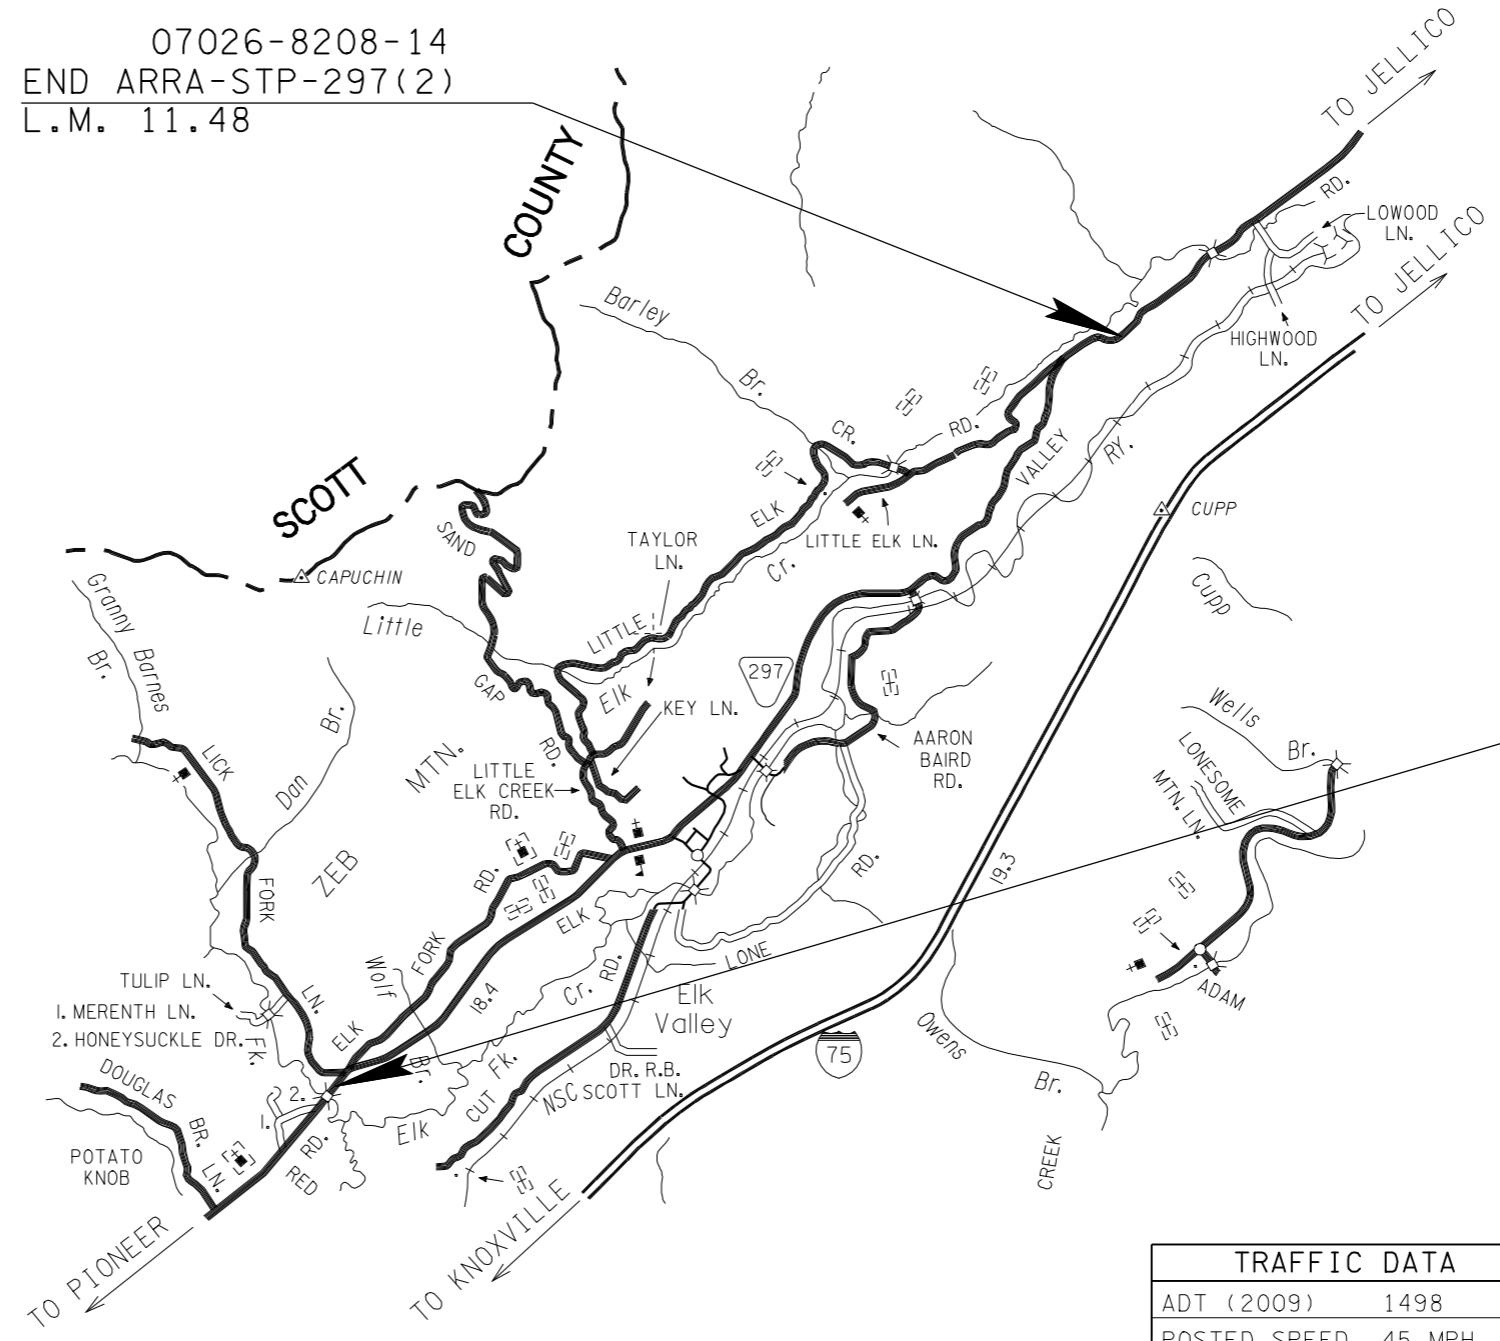 07026-8208-14
END ARRA-STP-297(2)
L.M. 11.48
TO JELLICO
COUNTY
RD.
LOWOOD
LN.
TO JELLICO
HIGHWOOD
LN.
Barley
Br.
CR.
RD.
VALLEY
RY.
SCOTT
SAND
ELK
LITTLE ELK LN.
CUPP
CAPUCHIN
TAYLOR
LN.
Cr.
Cupp
Granny
Barnes
Br.
Little
LITTLE
GAP
Elk
297
KEY LN.
RD.
AARON
BAIRD
RD.
Wells
Br.
LONESOME
MTN. LN.
LICK
Dan
Br.
MTN.
LITTLE
ELK CREEK
RD.
ZEB
FORK
RD.
RD.
19.3
ELK
FORK
Wolf
LONE
TULIP LN.
LN.
18.4
Cr.
RD.
Elk
Valley
ADAM
1. MERENTH LN.
2. HONEYSUCKLE DR.
Fk.
ELK
Br.
Fk.
75
Owens
Br.
DOUGLAS
BR.
LN.
2.
1.
CUT
NSC
DR. R.B.
SCOTT LN.
Elk
RD.
RED
POTATO
KNOB
CREEK
TO PIONEER
TO KNOXVILLE
TRAFFIC DATA
ADT (2009) 1498
POSTED SPEED 45 MPH